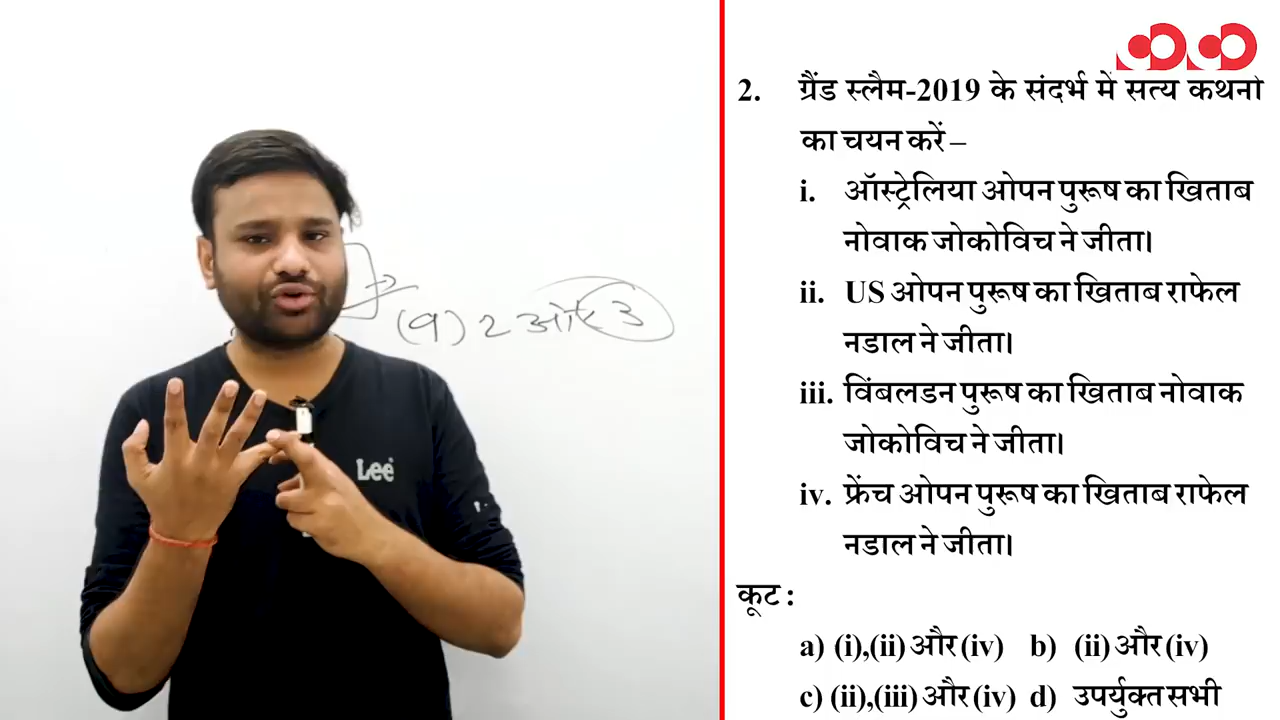 (१) 2 और 3
Lee
2. ग्रैंड स्लैम-2019 के संदर्भ में सत्य कथनों
का चयन करें –
i. ऑस्ट्रेलिया ओपन पुरूष का खिताब
नोवाक जोकोविच ने जीता।
ii. US ओपन पुरूष का खिताब राफेल
नडाल ने जीता।
iii. विंबलडन पुरूष का खिताब नोवाक
जोकोविच ने जीता।
iv. फ्रेंच ओपन पुरूष का खिताब राफेल
नडाल ने जीता।
कूट :
a) (i),(ii) और (iv) b) (ii) और (iv)
c) (ii),(iii) और (iv) d) उपर्युक्त सभी